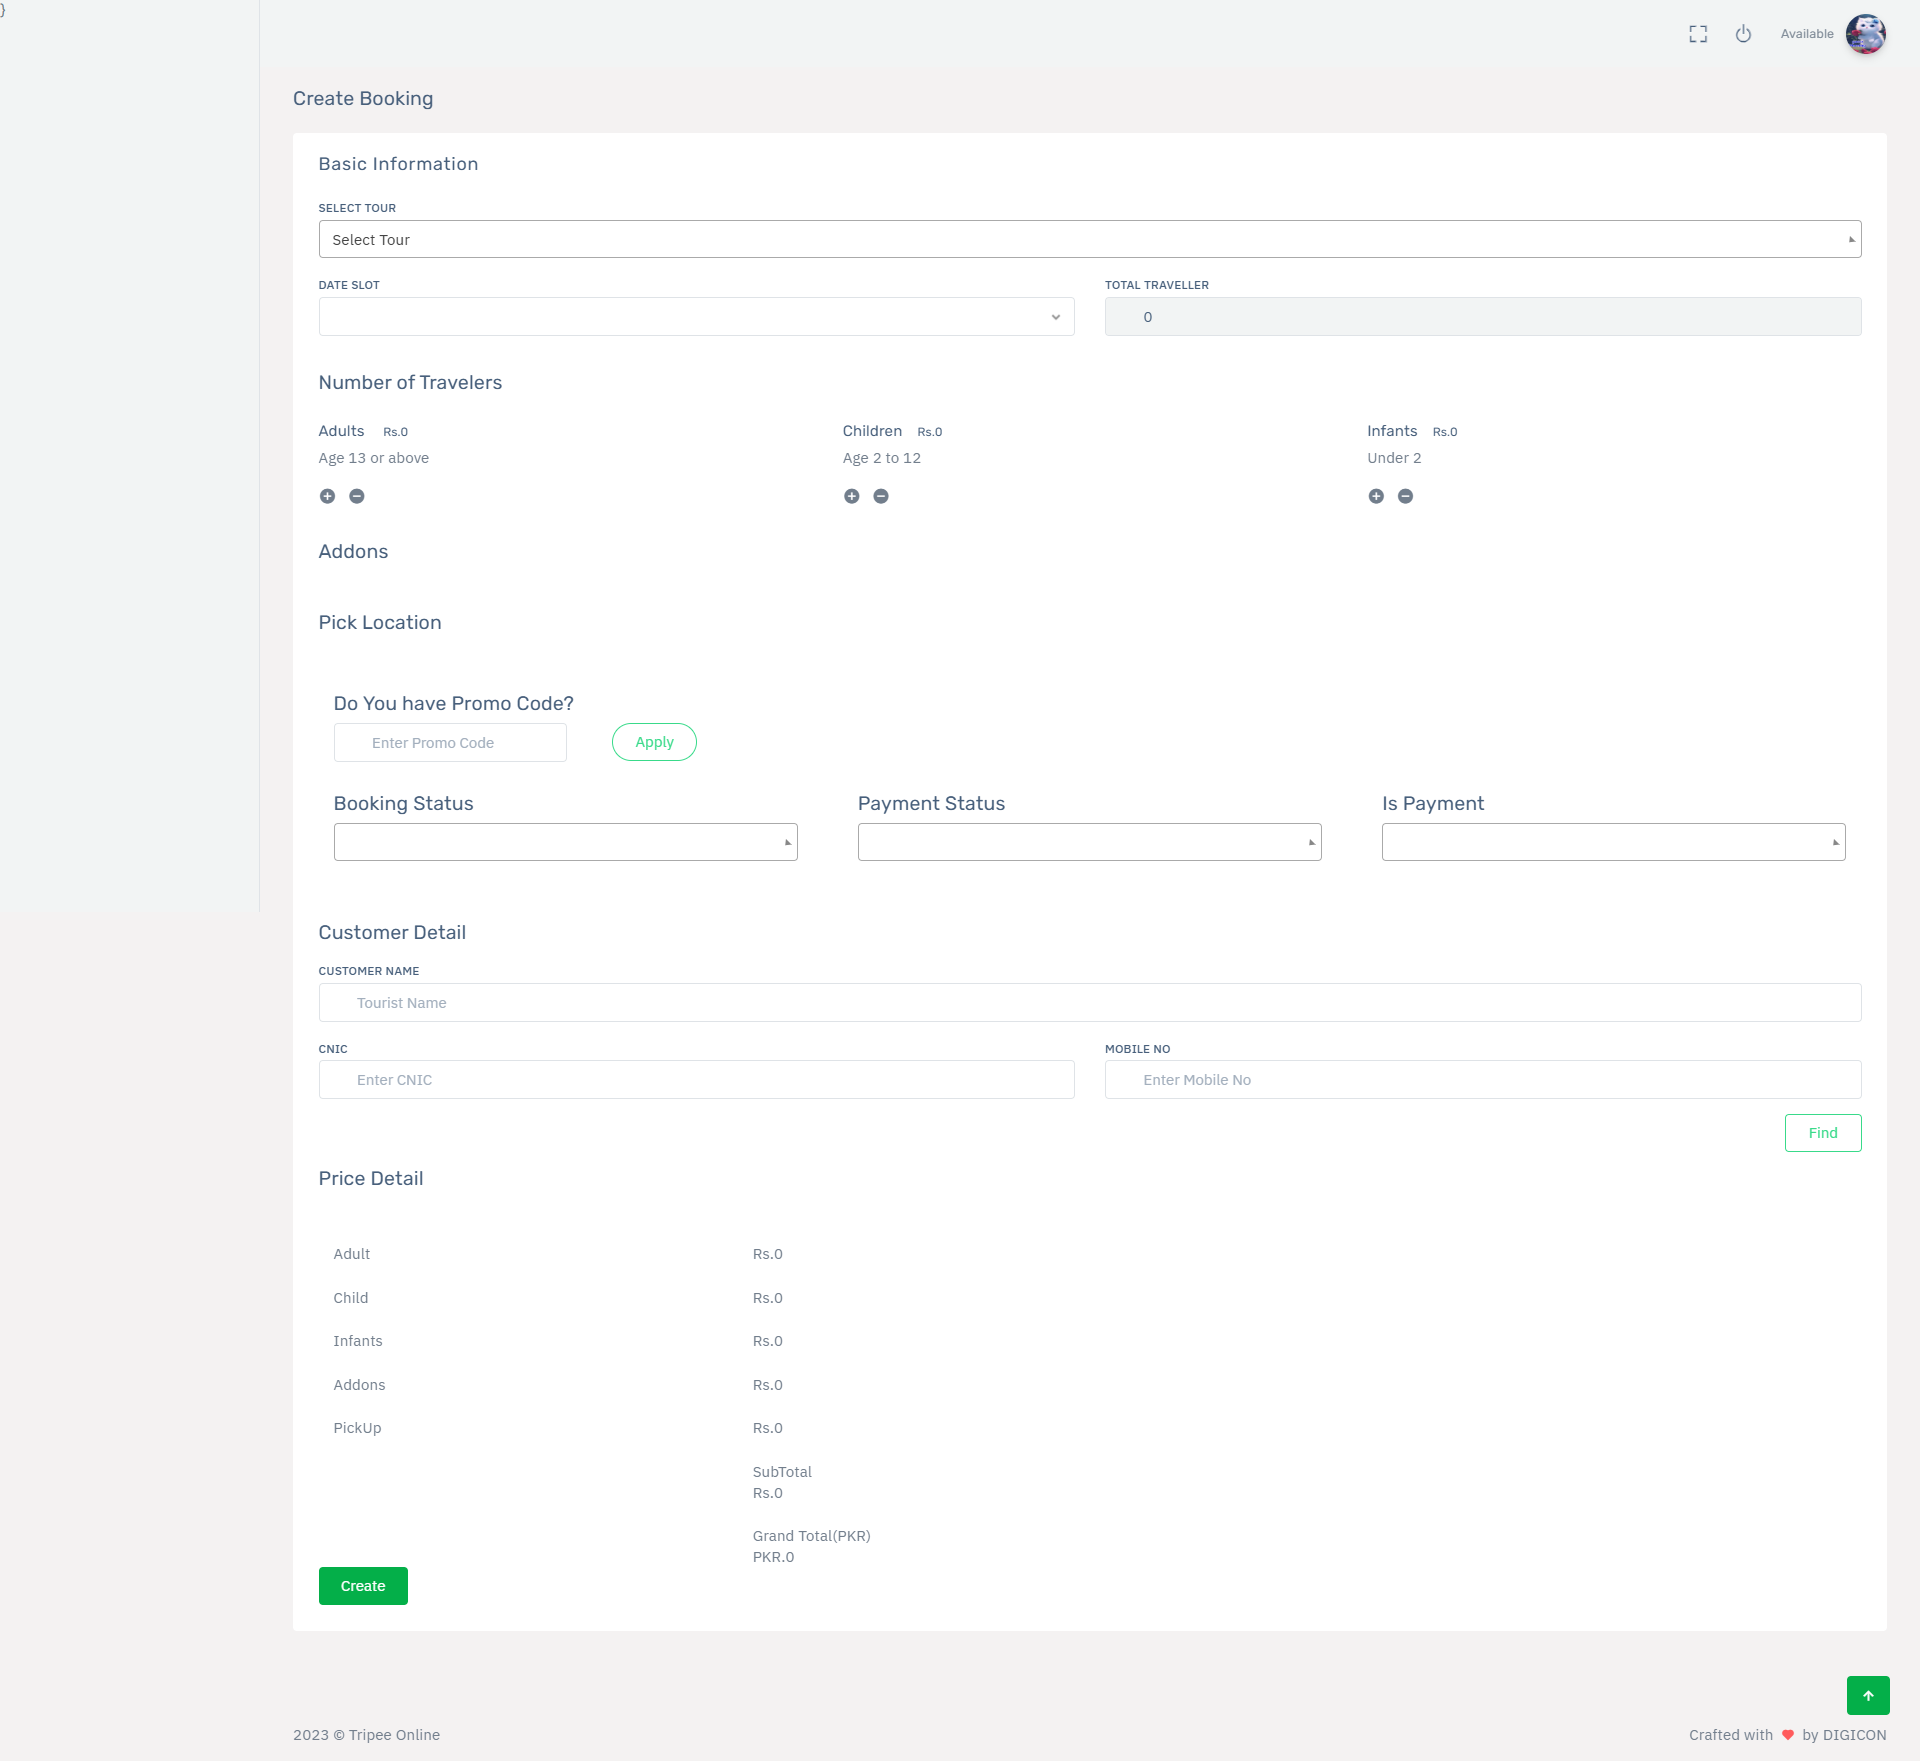 }
Available
Create Booking
Basic Information
SELECT TOUR
Select Tour
DATE SLOT
TOTAL TRAVELLER
0
Number of Travelers
Adults Rs.0
Age 13 or above
Children Rs.0
Age 2 to 12
Infants Rs.0
Under 2
Addons
Pick Location
Do You have Promo Code?
Enter Promo Code
Apply
Booking Status
Payment Status
Is Payment
Customer Detail
CUSTOMER NAME
Tourist Name
CNIC
Enter CNIC
MOBILE NO
Enter Mobile No
Find
Price Detail
Adult Rs.0
Child Rs.0
Infants Rs.0
Addons Rs.0
PickUp Rs.0
SubTotal
Rs.0
Grand Total(PKR)
PKR.0
Create
2023 © Tripee Online
Crafted with ❤ by DIGICON